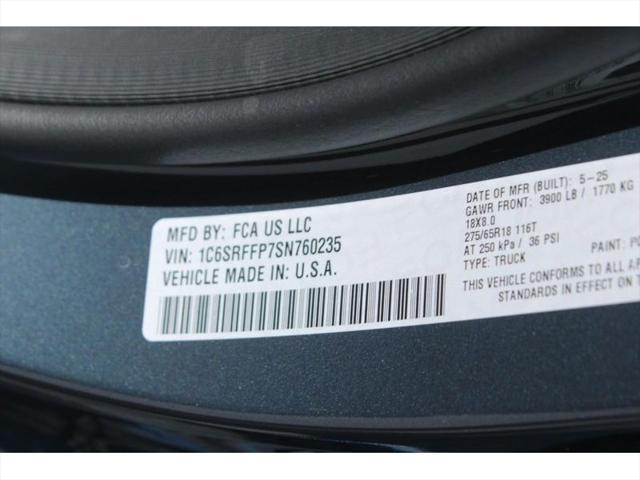 MFD BY: FCA US LLC
VIN: 1C6SRFFP7SN760235
VEHICLE MADE IN: U.S.A.
DATE OF MFR (BUILT): 5-25
GAWR FRONT: 3900 LB / 1770 KG
18X8.0
275/65R18 116T
AT 250 kPa / 36 PSI
TYPE: TRUCK PAINT:
VEHICLE CONFORMS TO ALL
STANDARDS IN EFFECT ON